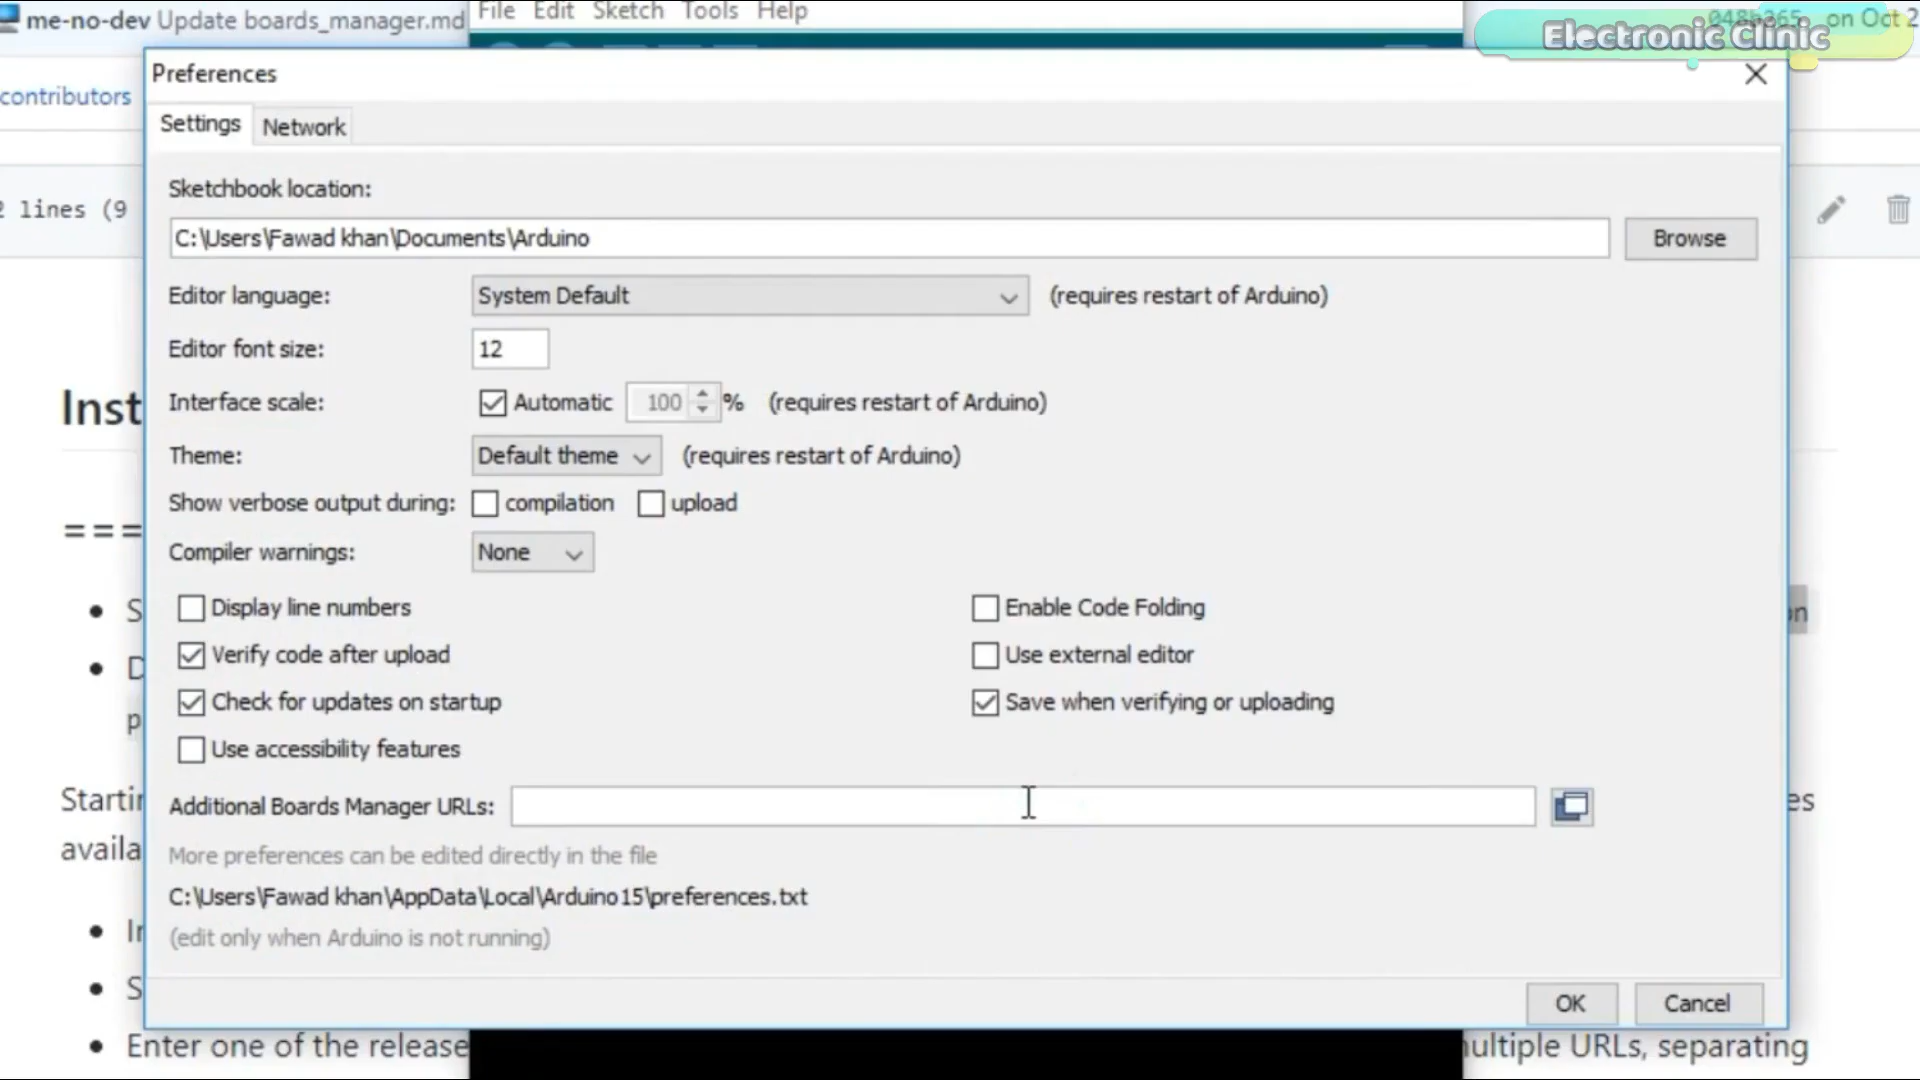 me-no-dev Update boards_manager.md
File Edit Sketch Tools Help
048b265 on Oct 2
Electronic Clinic
Preferences
contributors
Settings Network
Sketchbook location:
2 lines (9
C:\Users\Fawad khan\Documents\Arduino Browse
Editor language: System Default (requires restart of Arduino)
Editor font size: 12
Interface scale: Automatic 100 % (requires restart of Arduino)
Inst
Theme: Default theme (requires restart of Arduino)
Show verbose output during: compilation upload
===
Compiler warnings: None
Display line numbers Enable Code Folding
S
Verify code after upload Use external editor
D
Check for updates on startup Save when verifying or uploading
p
Use accessibility features
Startin
Additional Boards Manager URLs:
es
availa
More preferences can be edited directly in the file
C:\Users\Fawad khan\AppData\Local\Arduino15\preferences.txt
In
(edit only when Arduino is not running)
S
OK Cancel
Enter one of the release
multiple URLs, separating